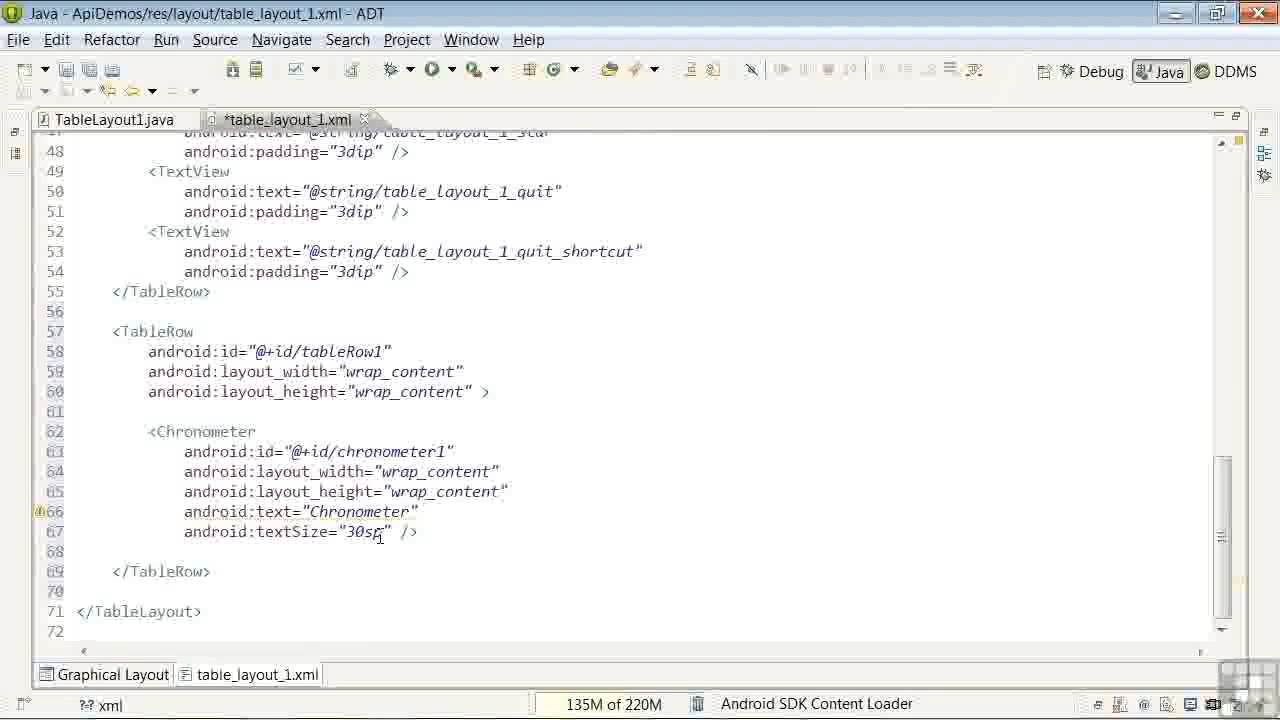 Java - ApiDemos/res/layout/table_layout_1.xml - ADT
File Edit Refactor Run Source Navigate Search Project Window Help
Debug Java DDMS
TableLayout1.java *table_layout_1.xml
47 android:text="@string/table_layout_1_star
48 android:padding="3dip" />
49 <TextView
50 android:text="@string/table_layout_1_quit"
51 android:padding="3dip" />
52 <TextView
53 android:text="@string/table_layout_1_quit_shortcut"
54 android:padding="3dip" />
55 </TableRow>
56
57 <TableRow
58 android:id="@+id/tableRow1"
59 android:layout_width="wrap_content"
60 android:layout_height="wrap_content" >
61
62 <Chronometer
63 android:id="@+id/chronometer1"
64 android:layout_width="wrap_content"
65 android:layout_height="wrap_content"
66 android:text="Chronometer"
67 android:textSize="30sp" />
68
69 </TableRow>
70
71 </TableLayout>
72
Graphical Layout table_layout_1.xml
xml 135M of 220M Android SDK Content Loader